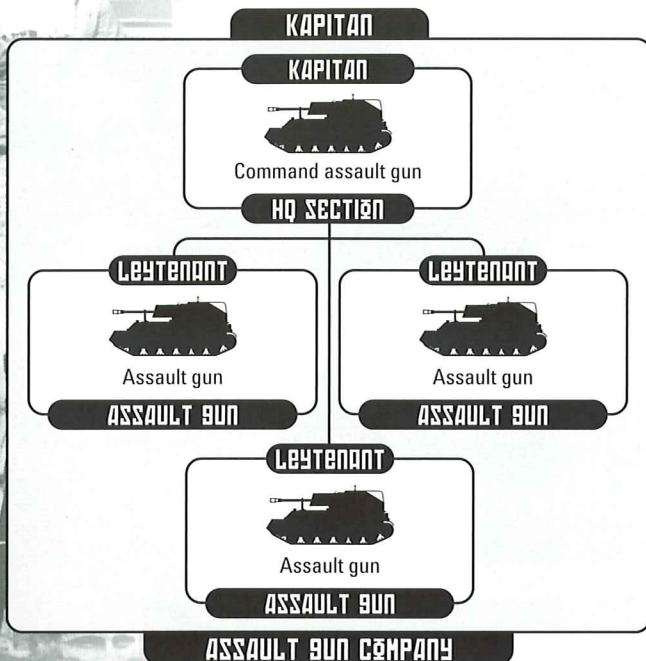 KAPITAN
KAPITAN
Command assault gun
HQ SECTION
LEYTENANT
LEYTENANT
Assault gun
Assault gun
ASSAULT GUN
ASSAULT GUN
LEYTENANT
Assault gun
ASSAULT GUN
ASSAULT GUN COMPANY